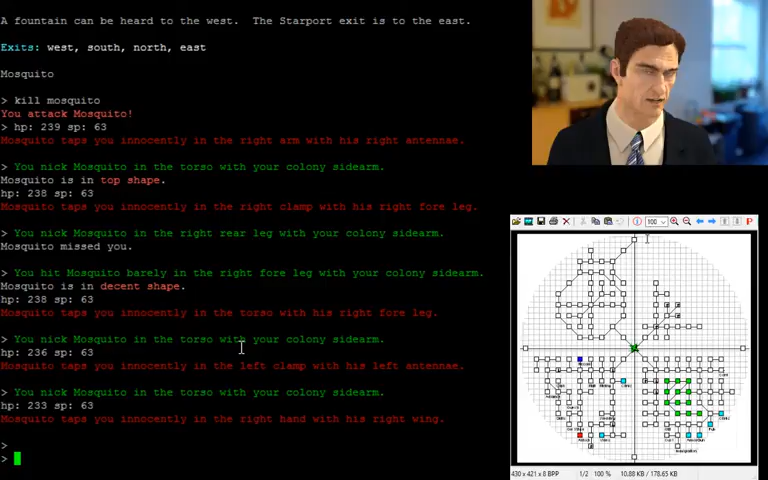 A fountain can be heard to the west.  The Starport exit is to the east.
Exits: west, south, north, east
Mosquito
> kill mosquito
You attack Mosquito!
> hp: 239 sp: 63
Mosquito taps you innocently in the right arm with his right antennae.
> You nick Mosquito in the torso with your colony sidearm.
Mosquito is in top shape.
hp: 238 sp: 63
Mosquito taps you innocently in the right clamp with his right fore leg.
> You nick Mosquito in the right rear leg with your colony sidearm.
Mosquito missed you.
> You hit Mosquito barely in the right fore leg with your colony sidearm.
Mosquito is in decent shape.
hp: 238 sp: 63
Mosquito taps you innocently in the torso with his right fore leg.
> You nick Mosquito in the torso with your colony sidearm.
hp: 236 sp: 63
Mosquito taps you innocently in the left clamp with his left antennae.
> You nick Mosquito in the torso with your colony sidearm.
hp: 233 sp: 63
Mosquito taps you innocently in the right hand with his right wing.
>
>
100
430 x 421 x 8 BPP
1/2
100 %
10.88 KB / 178.65 KB